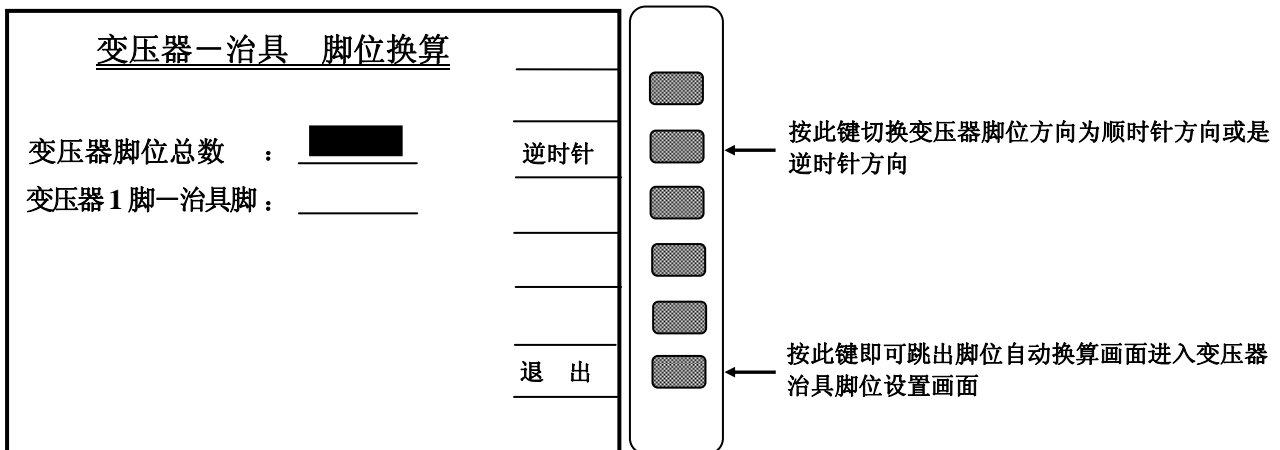 变压器－治具　脚位换算
变压器脚位总数　：
逆时针
变压器 1 脚－治具脚：
退　出
按此键切换变压器脚位方向为顺时针方向或是
逆时针方向
按此键即可跳出脚位自动换算画面进入变压器
治具脚位设置画面